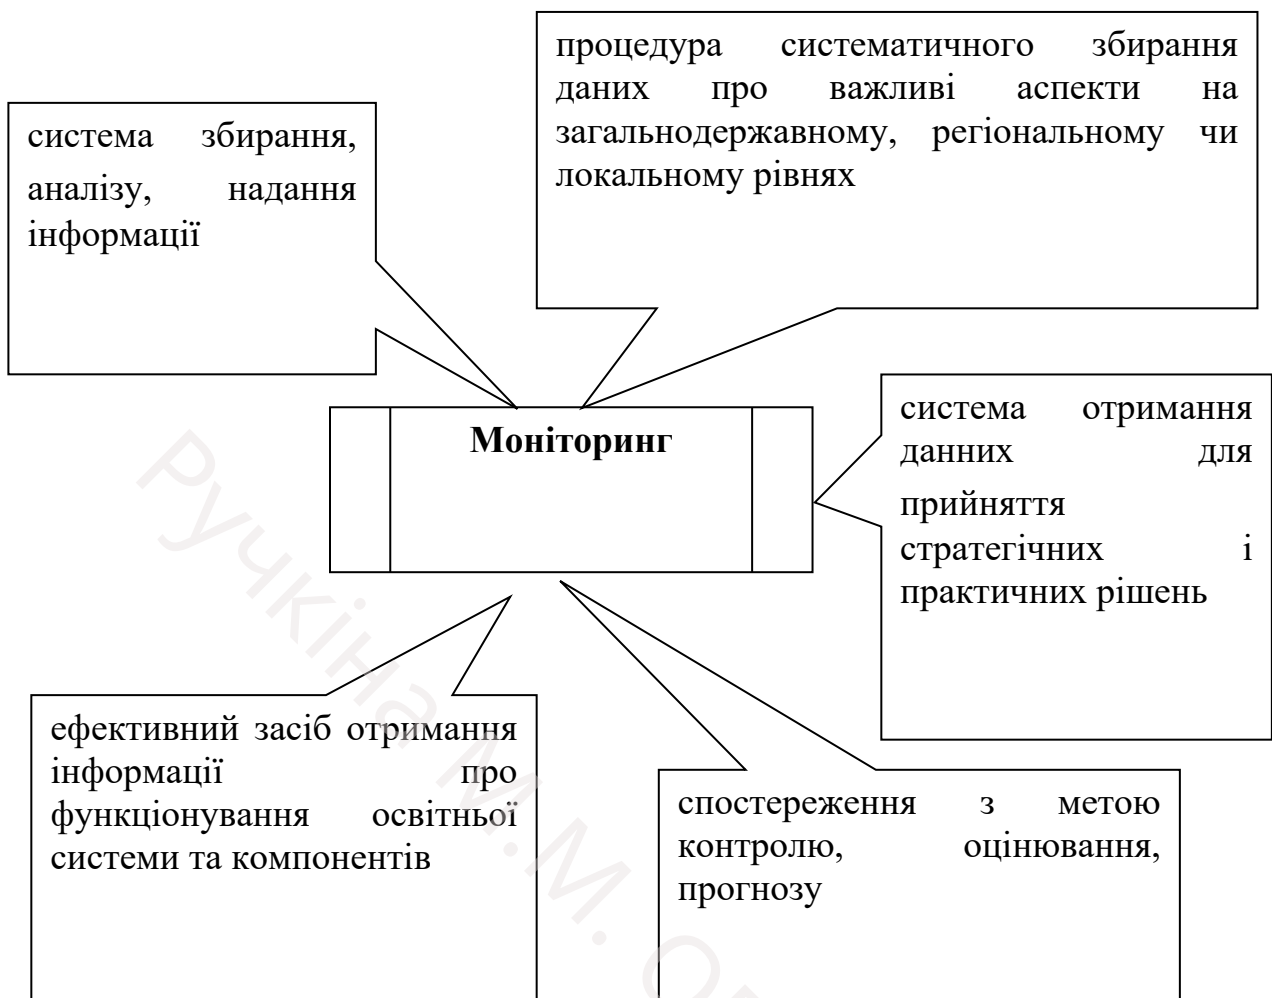 процедура систематичного збирання
даних про важливі аспекти на
загальнодержавному, регіональному чи
локальному рівнях
система збирання,
аналізу, надання
інформації
Моніторинг
система отримання
данних для
прийняття
стратегічних і
практичних рішень
ефективний засіб отримання
інформації про
функціонування освітньої
системи та компонентів
спостереження з метою
контролю, оцінювання,
прогнозу
Ручкіна М.М.